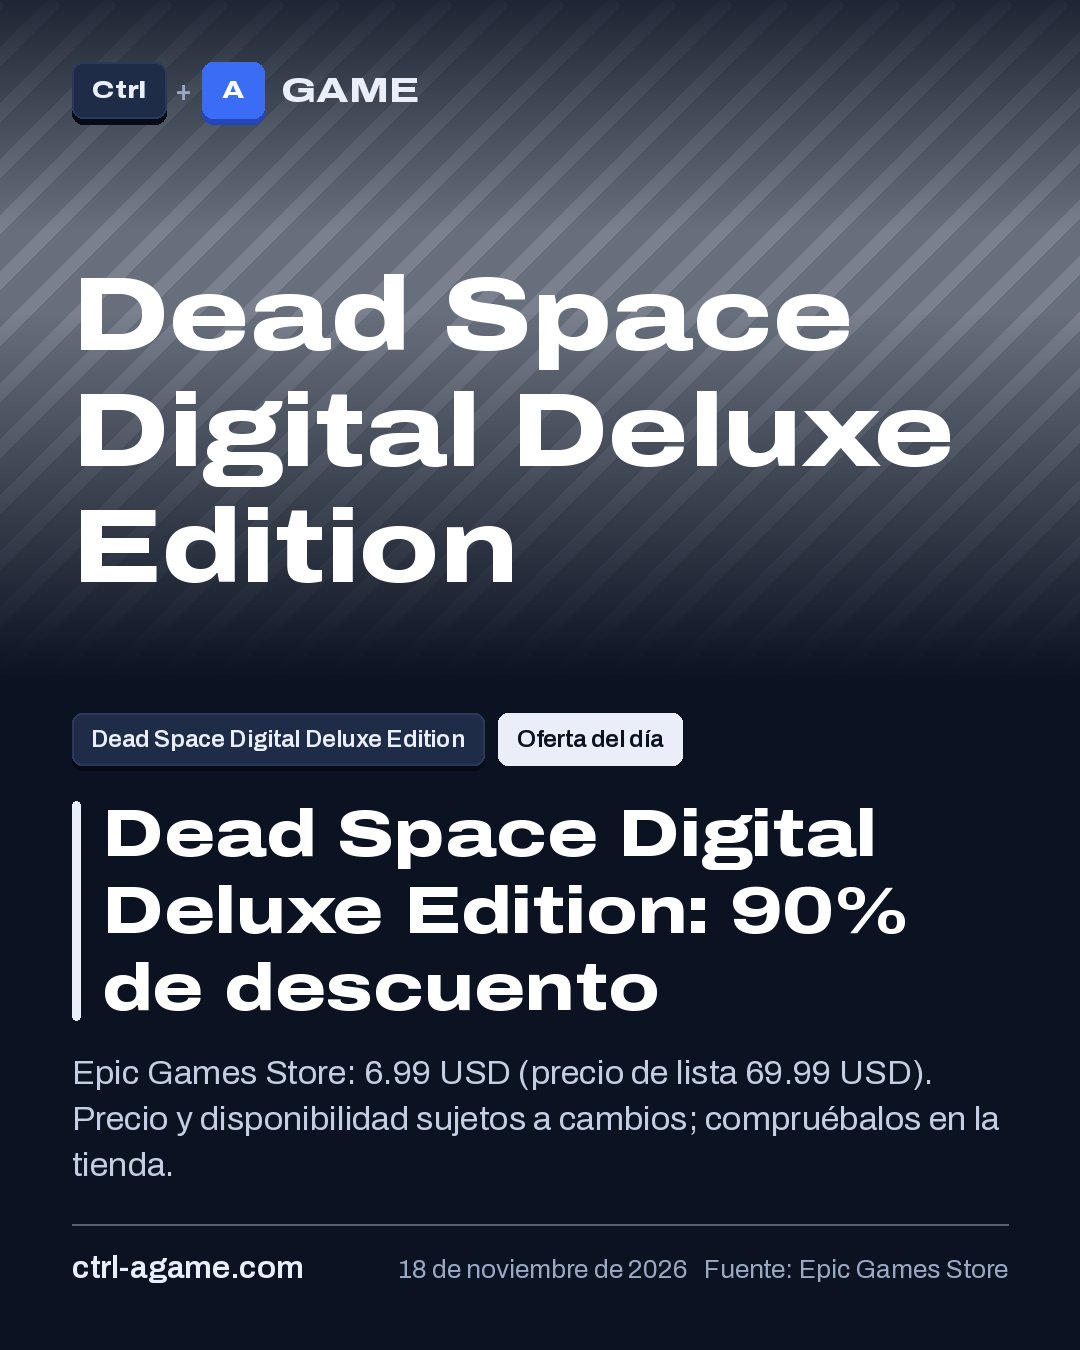 Ctrl + A GAME
Dead Space
Digital Deluxe
Edition
Dead Space Digital Deluxe Edition
Oferta del día
Dead Space Digital
Deluxe Edition: 90%
de descuento
Epic Games Store: 6.99 USD (precio de lista 69.99 USD).
Precio y disponibilidad sujetos a cambios; compruébalos en la
tienda.
ctrl-agame.com
18 de noviembre de 2026 Fuente: Epic Games Store